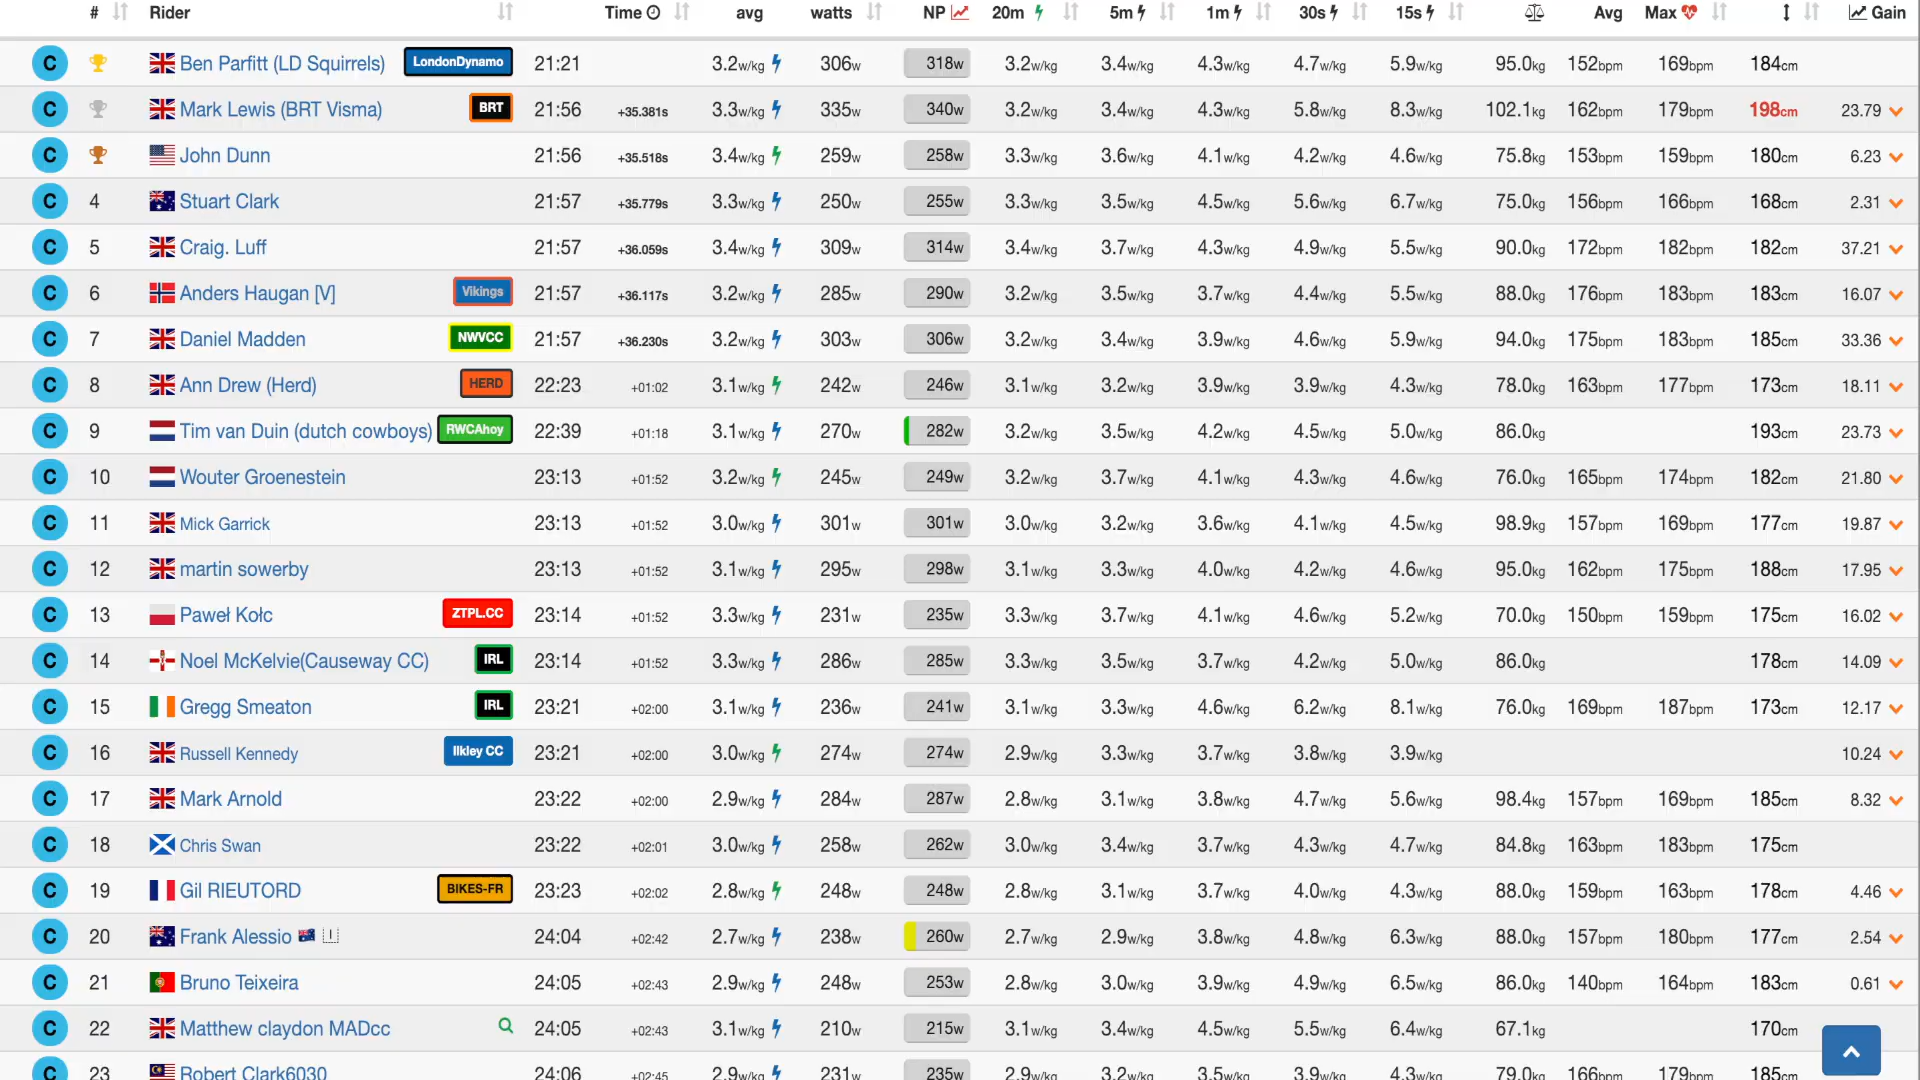 # Rider Time avg watts NP 20m 5m 1m 30s 15s Avg Max Gain
C Ben Parfitt (LD Squirrels) LondonDynamo 21:21 3.2w/kg 306w 318w 3.2w/kg 3.4w/kg 4.3w/kg 4.7w/kg 5.9w/kg 95.0kg 152bpm 169bpm 184cm
C Mark Lewis (BRT Visma) BRT 21:56 +35.381s 3.3w/kg 335w 340w 3.2w/kg 3.4w/kg 4.3w/kg 5.8w/kg 8.3w/kg 102.1kg 162bpm 179bpm 198cm 23.79
C John Dunn 21:56 +35.518s 3.4w/kg 259w 258w 3.3w/kg 3.6w/kg 4.1w/kg 4.2w/kg 4.6w/kg 75.8kg 153bpm 159bpm 180cm 6.23
C 4 Stuart Clark 21:57 +35.779s 3.3w/kg 250w 255w 3.3w/kg 3.5w/kg 4.5w/kg 5.6w/kg 6.7w/kg 75.0kg 156bpm 166bpm 168cm 2.31
C 5 Craig. Luff 21:57 +36.059s 3.4w/kg 309w 314w 3.4w/kg 3.7w/kg 4.3w/kg 4.9w/kg 5.5w/kg 90.0kg 172bpm 182bpm 182cm 37.21
C 6 Anders Haugan [V] Vikings 21:57 +36.117s 3.2w/kg 285w 290w 3.2w/kg 3.5w/kg 3.7w/kg 4.4w/kg 5.5w/kg 88.0kg 176bpm 183bpm 183cm 16.07
C 7 Daniel Madden NWVCC 21:57 +36.230s 3.2w/kg 303w 306w 3.2w/kg 3.4w/kg 3.9w/kg 4.6w/kg 5.9w/kg 94.0kg 175bpm 183bpm 185cm 33.36
C 8 Ann Drew (Herd) HERD 22:23 +01:02 3.1w/kg 242w 246w 3.1w/kg 3.2w/kg 3.9w/kg 3.9w/kg 4.3w/kg 78.0kg 163bpm 177bpm 173cm 18.11
C 9 Tim van Duin (dutch cowboys) RWCAhoy 22:39 +01:18 3.1w/kg 270w 282w 3.2w/kg 3.5w/kg 4.2w/kg 4.5w/kg 5.0w/kg 86.0kg 193cm 23.73
C 10 Wouter Groenestein 23:13 +01:52 3.2w/kg 245w 249w 3.2w/kg 3.7w/kg 4.1w/kg 4.3w/kg 4.6w/kg 76.0kg 165bpm 174bpm 182cm 21.80
C 11 Mick Garrick 23:13 +01:52 3.0w/kg 301w 301w 3.0w/kg 3.2w/kg 3.6w/kg 4.1w/kg 4.5w/kg 98.9kg 157bpm 169bpm 177cm 19.87
C 12 martin sowerby 23:13 +01:52 3.1w/kg 295w 298w 3.1w/kg 3.3w/kg 4.0w/kg 4.2w/kg 4.6w/kg 95.0kg 162bpm 175bpm 188cm 17.95
C 13 Paweł Kołc ZTPL.CC 23:14 +01:52 3.3w/kg 231w 235w 3.3w/kg 3.7w/kg 4.1w/kg 4.6w/kg 5.2w/kg 70.0kg 150bpm 159bpm 175cm 16.02
C 14 Noel McKelvie(Causeway CC) IRL 23:14 +01:52 3.3w/kg 286w 285w 3.3w/kg 3.5w/kg 3.7w/kg 4.2w/kg 5.0w/kg 86.0kg 178cm 14.09
C 15 Gregg Smeaton IRL 23:21 +02:00 3.1w/kg 236w 241w 3.1w/kg 3.3w/kg 4.6w/kg 6.2w/kg 8.1w/kg 76.0kg 169bpm 187bpm 173cm 12.17
C 16 Russell Kennedy Ilkley CC 23:21 +02:00 3.0w/kg 274w 274w 2.9w/kg 3.3w/kg 3.7w/kg 3.8w/kg 3.9w/kg 10.24
C 17 Mark Arnold 23:22 +02:00 2.9w/kg 284w 287w 2.8w/kg 3.1w/kg 3.8w/kg 4.7w/kg 5.6w/kg 98.4kg 157bpm 169bpm 185cm 8.32
C 18 Chris Swan 23:22 +02:01 3.0w/kg 258w 262w 3.0w/kg 3.4w/kg 3.7w/kg 4.3w/kg 4.7w/kg 84.8kg 163bpm 183bpm 175cm
C 19 Gil RIEUTORD BIKES-FR 23:23 +02:02 2.8w/kg 248w 248w 2.8w/kg 3.1w/kg 3.7w/kg 4.0w/kg 4.3w/kg 88.0kg 159bpm 163bpm 178cm 4.46
C 20 Frank Alessio 24:04 +02:42 2.7w/kg 238w 260w 2.7w/kg 2.9w/kg 3.8w/kg 4.8w/kg 6.3w/kg 88.0kg 157bpm 180bpm 177cm 2.54
C 21 Bruno Teixeira 24:05 +02:43 2.9w/kg 248w 253w 2.8w/kg 3.0w/kg 3.9w/kg 4.9w/kg 6.5w/kg 86.0kg 140bpm 164bpm 183cm 0.61
C 22 Matthew claydon MADcc 24:05 +02:43 3.1w/kg 210w 215w 3.1w/kg 3.4w/kg 4.5w/kg 5.5w/kg 6.4w/kg 67.1kg 170cm
C 23 Robert Clark6030 24:06 +02:45 2.9w/kg 231w 235w 2.9w/kg 3.2w/kg 3.5w/kg 3.9w/kg 4.3w/kg 79.0kg 166bpm 179bpm 185cm